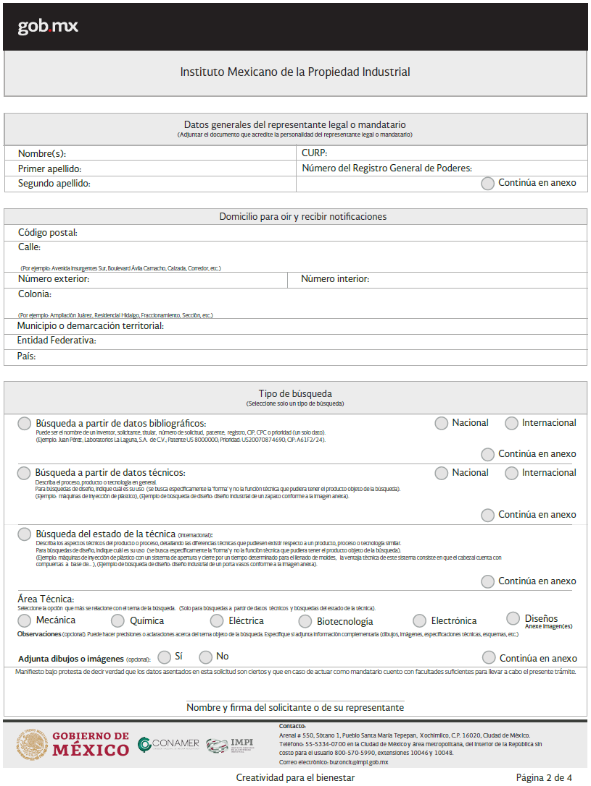 gob.mx
Instituto Mexicano de la Propiedad Industrial
Datos generales del representante legal o mandatario
(Adjuntar el documento que acredite la personalidad del representante legal o mandatario)
Nombre(s):
CURP:
Primer apellido:
Número del Registro General de Poderes:
Segundo apellido:
Continúa en anexo
Domicilio para oir y recibir notificaciones
Código postal:
Calle:
(Por ejemplo: Avenida Insurgentes Sur, Boulevard Ávila Camacho, Calzada, Corredor, etc.)
Número exterior:
Número interior:
Colonia:
(Por ejemplo: Ampliación Juárez, Residencial Hidalgo, Fraccionamiento, Sección, etc.)
Municipio o demarcación territorial:
Entidad Federativa:
País:
Tipo de búsqueda
(Seleccione solo un tipo de búsqueda)
Búsqueda a partir de datos bibliográficos:
Nacional
Internacional
Puede ser el nombre de un inventor, solicitante, titular, número de solicitud, patente, registro, CIP, CPC o prioridad (un solo dato).
(Ejemplo: Juan Pérez, Laboratorios La Laguna, S.A. de C.V., Patente US 8000000, Prioridad: US20070874690, CIP: A61F2/24).
Continúa en anexo
Búsqueda a partir de datos técnicos:
Nacional
Internacional
Describa el proceso, producto o tecnología en general.
Para búsquedas de diseño, indique cuál es su uso (se busca específicamente la "forma" y no la función técnica que pudiera tener el producto objeto de la búsqueda).
(Ejemplo: máquinas de inyección de plástico), (Ejemplo de búsqueda de diseño: diseño industrial de un zapato conforme a la imagen anexa).
Continúa en anexo
Búsqueda del estado de la técnica (internacional):
Describa los aspectos técnicos del producto o proceso, detallando las diferencias técnicas que pudiesen existir respecto a un producto, proceso o tecnología similar.
Para búsquedas de diseño, indique cuál es su uso (se busca específicamente la "forma" y no la función técnica que pudiera tener el producto objeto de la búsqueda).
(Ejemplo: máquinas de inyección de plástico con un sistema de apertura y cierre por un tiempo determinado para el llenado de moldes, la ventaja técnica de este sistema consiste en que el cabezal cuenta con
compuertas a base de... ), (Ejemplo de búsqueda de diseño: diseño industrial de un porta vasos conforme a la imagen anexa).
Continúa en anexo
Área Técnica:
Seleccione la opción que más se relacione con el tema de la búsqueda. (Solo para búsquedas a partir de datos técnicos y búsquedas del estado de la técnica).
Mecánica
Química
Eléctrica
Biotecnología
Electrónica
Diseños
Anexe Imagen(es)
Observaciones (opcional): Puede hacer precisiones o aclaraciones acerca del tema objeto de la búsqueda. Especifique si adjunta información complementaria (dibujos, imágenes, especificaciones técnicas, esquemas, etc.)
Adjunta dibujos o imágenes (opcional):
Sí
No
Continúa en anexo
Manifiesto bajo protesta de decir verdad que los datos asentados en esta solicitud son ciertos y que en caso de actuar como mandatario cuento con facultades suficientes para llevar a cabo el presente trámite.
Nombre y firma del solicitante o de su representante
GOBIERNO DE
MÉXICO
CONAMER
IMPI
Contacto:
Arenal # 550, Sótano 1, Pueblo Santa María Tepepan, Xochimilco, C.P. 16020, Ciudad de México.
Teléfono: 55-5334-0700 en la Ciudad de México y área metropolitana, del interior de la República sin
costo para el usuario 800-570-5990, extensiones 10046 y 10048.
Correo electrónico: buzonck@impi.gob.mx
Creatividad para el bienestar
Página 2 de 4